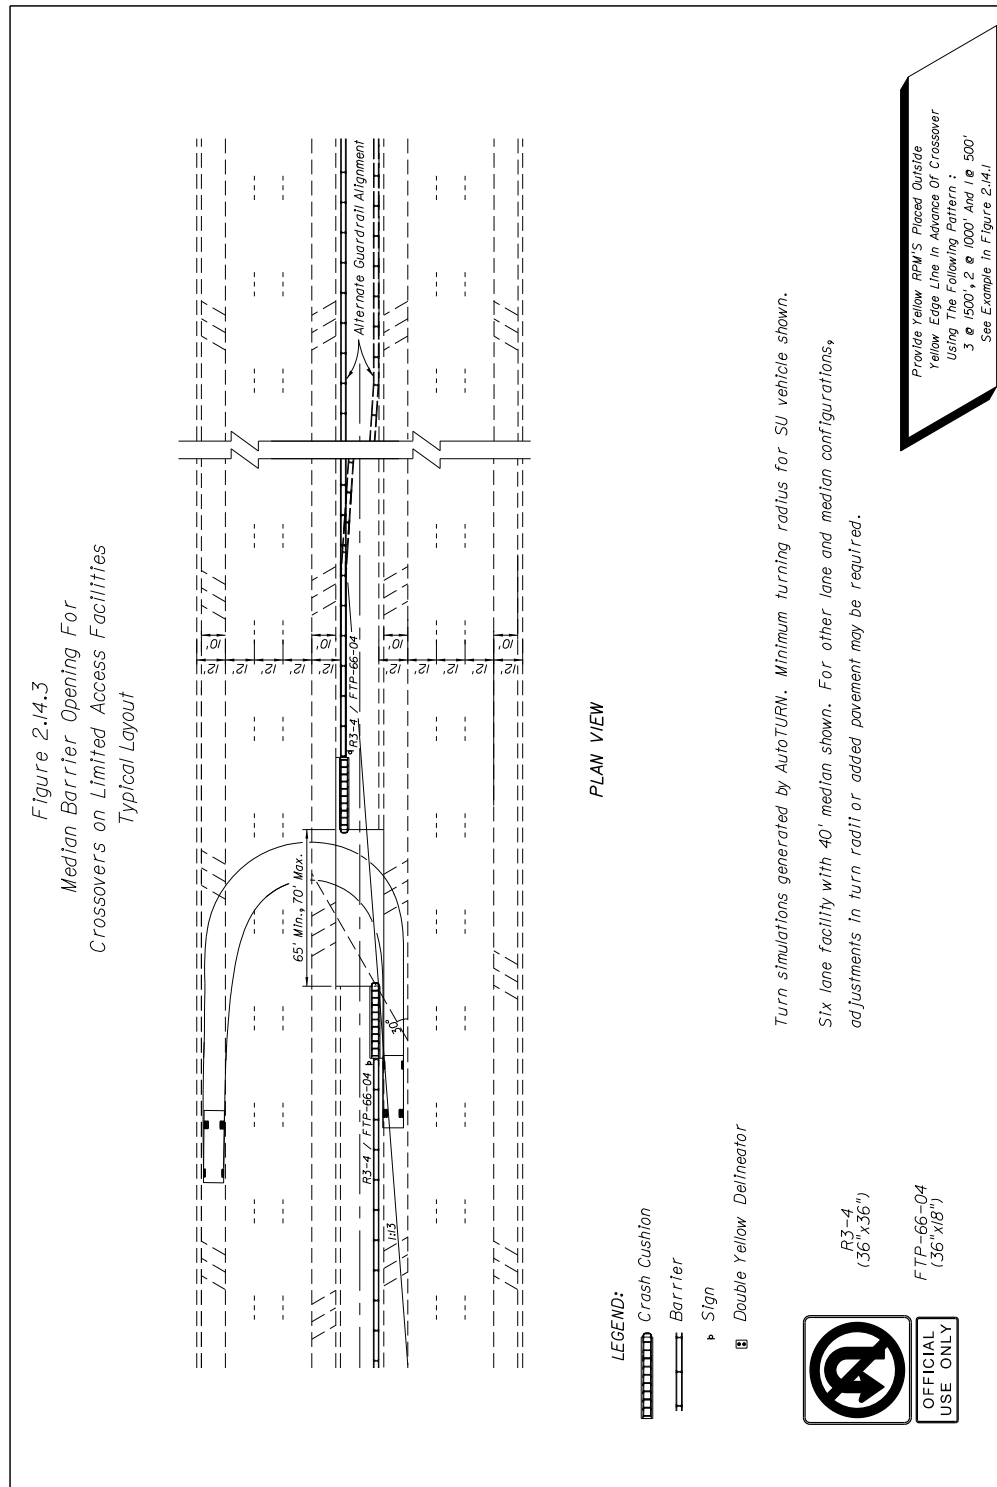 Figure 2.14.3
Median Barrier Opening For
Crossovers on Limited Access Facilities
Typical Layout
Alternate Guardrail Alignment
10'
10'
10'
10'
12'
12'
12'
12'
12'
12'
12'
12'
12'
12'
R3-4 / FTP-66-04
65' Min., 70' Max.
30°
R3-4 / FTP-66-04
1:13
PLAN VIEW
LEGEND:
Crash Cushion
Barrier
Sign
Double Yellow Delineator
Turn simulations generated by AutoTURN. Minimum turning radius for SU vehicle shown.
Six lane facility with 40' median shown. For other lane and median configurations,
adjustments in turn radii or added pavement may be required.
OFFICIAL
USE ONLY
R3-4
(36"x36")
FTP-66-04
(36"x18")
Provide Yellow RPM'S Placed Outside
Yellow Edge Line In Advance Of Crossover
Using The Following Pattern :
3 @ 1500', 2 @ 1000' And 1 @ 500'
See Example In Figure 2.14.1